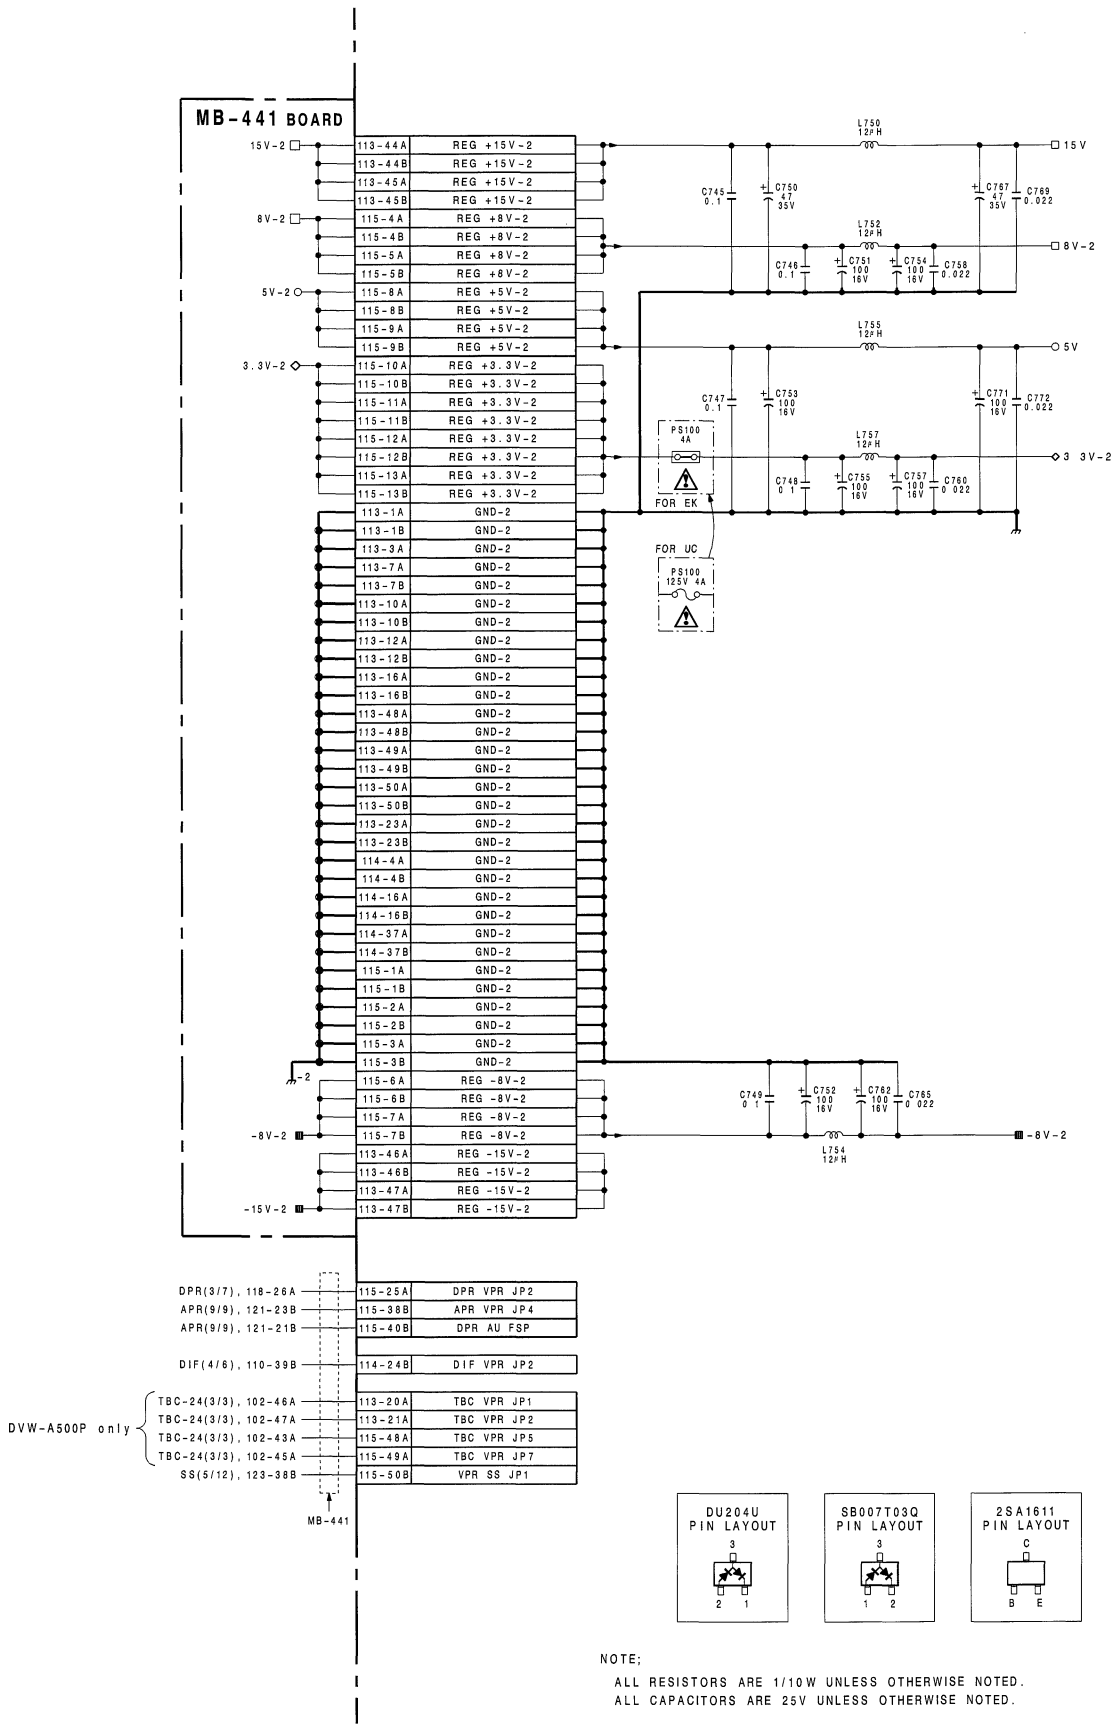 MB-441 BOARD
15V-2 113-44A REG +15V-2
113-44B REG +15V-2
113-45A REG +15V-2
113-45B REG +15V-2
8V-2 115-4A REG +8V-2
115-4B REG +8V-2
115-5A REG +8V-2
115-5B REG +8V-2
5V-2 115-8A REG +5V-2
115-8B REG +5V-2
115-9A REG +5V-2
115-9B REG +5V-2
3.3V-2 115-10A REG +3.3V-2
115-10B REG +3.3V-2
115-11A REG +3.3V-2
115-11B REG +3.3V-2
115-12A REG +3.3V-2
115-12B REG +3.3V-2
115-13A REG +3.3V-2
115-13B REG +3.3V-2
113-1A GND-2
113-1B GND-2
113-3A GND-2
113-7A GND-2
113-7B GND-2
113-10A GND-2
113-10B GND-2
113-12A GND-2
113-12B GND-2
113-16A GND-2
113-16B GND-2
113-48A GND-2
113-48B GND-2
113-49A GND-2
113-49B GND-2
113-50A GND-2
113-50B GND-2
113-23A GND-2
113-23B GND-2
114-4A GND-2
114-4B GND-2
114-16A GND-2
114-16B GND-2
114-37A GND-2
114-37B GND-2
115-1A GND-2
115-1B GND-2
115-2A GND-2
115-2B GND-2
115-3A GND-2
115-3B GND-2
-2
115-6A REG -8V-2
115-6B REG -8V-2
115-7A REG -8V-2
-8V-2 115-7B REG -8V-2
113-46A REG -15V-2
113-46B REG -15V-2
113-47A REG -15V-2
-15V-2 113-47B REG -15V-2
L750
12μH
15V
C745
0.1
+ C750
47
35V
+ C767
47
35V
C769
0.022
L752
12μH
8V-2
C746
0.1
+ C751
100
16V
+ C754
100
16V
C758
0.022
L755
12μH
5V
C747
0.1
+ C753
100
16V
+ C771
100
16V
C772
0.022
PS100
4A
FOR EK
L757
12μH
3 3V-2
C748
0 1
+ C755
100
16V
+ C757
100
16V
C760
0 022
FOR UC
PS100
125V 4A
C749
0 1
+ C752
100
16V
+ C762
100
16V
C765
0 022
-8V-2
L754
12μH
DPR(3/7), 118-26A 115-25A DPR VPR JP2
APR(9/9), 121-23B 115-38B APR VPR JP4
APR(9/9), 121-21B 115-40B DPR AU FSP
DIF(4/6), 110-39B 114-24B DIF VPR JP2
DVW-A500P only
TBC-24(3/3), 102-46A 113-20A TBC VPR JP1
TBC-24(3/3), 102-47A 113-21A TBC VPR JP2
TBC-24(3/3), 102-43A 115-48A TBC VPR JP5
TBC-24(3/3), 102-45A 115-49A TBC VPR JP7
SS(5/12), 123-38B 115-50B VPR SS JP1
MB-441
DU204U
PIN LAYOUT
3
2 1
SB007T03Q
PIN LAYOUT
3
1 2
2SA1611
PIN LAYOUT
C
B E
NOTE;
ALL RESISTORS ARE 1/10W UNLESS OTHERWISE NOTED.
ALL CAPACITORS ARE 25V UNLESS OTHERWISE NOTED.